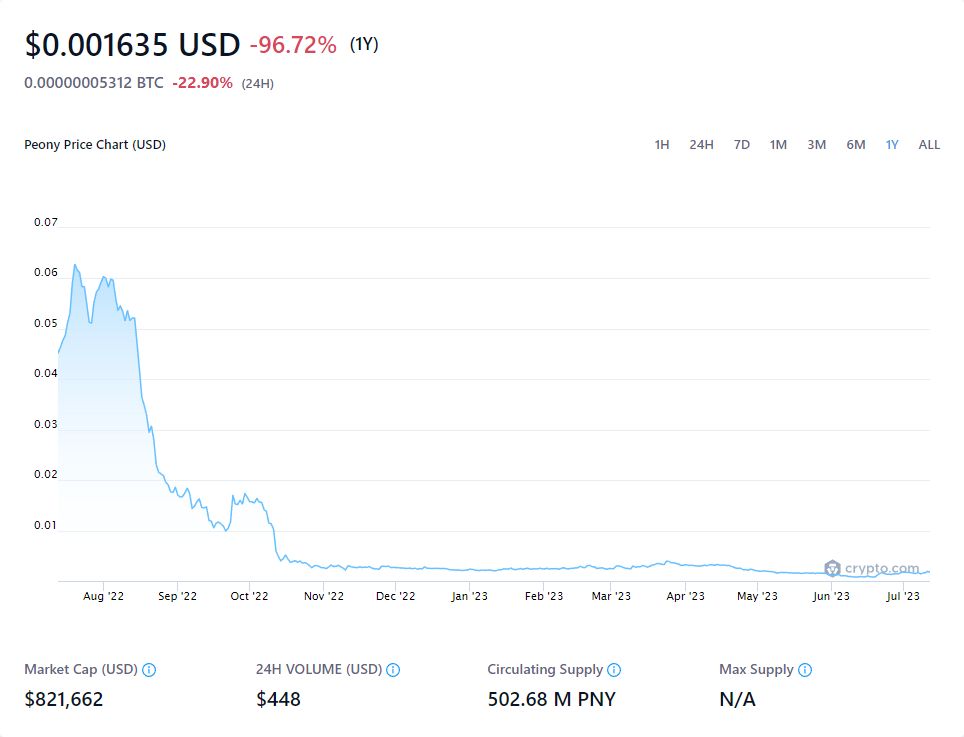 $0.001635 USD -96.72% (1Y)
0.00000005312 BTC -22.90% (24H)
Peony Price Chart (USD) 1H 24H 7D 1M 3M 6M 1Y ALL
0.07
0.06
0.05
0.04
0.03
0.02
0.01
crypto.com
Aug '22 Sep '22 Oct '22 Nov '22 Dec '22 Jan '23 Feb '23 Mar '23 Apr '23 May '23 Jun '23 Jul '23
Market Cap (USD) 24H VOLUME (USD) Circulating Supply Max Supply
$821,662 $448 502.68 M PNY N/A